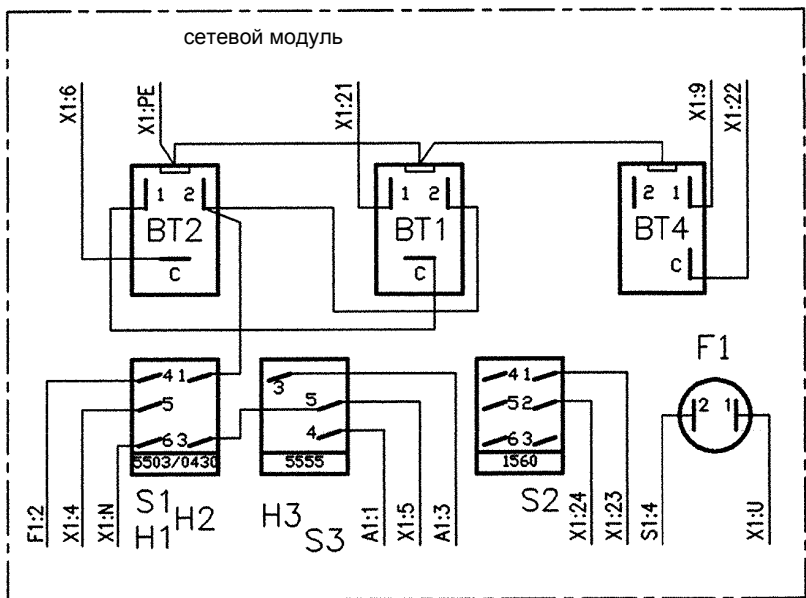 сетевой модуль
X1:6
X1:PE
X1:21
X1:9
X1:22
1 2
BT2
C
1 2
BT1
C
2 1
BT4
C
F1
2 1
4 1
5
6 3
5503/0430
3
5
4
5555
4 1
5 2
6 3
1560
S1 H2
H1
H3
S3
S2
F1:2
X1:4
X1:N
A1:1
X1:5
A1:3
X1:24
X1:23
S1:4
X1:U